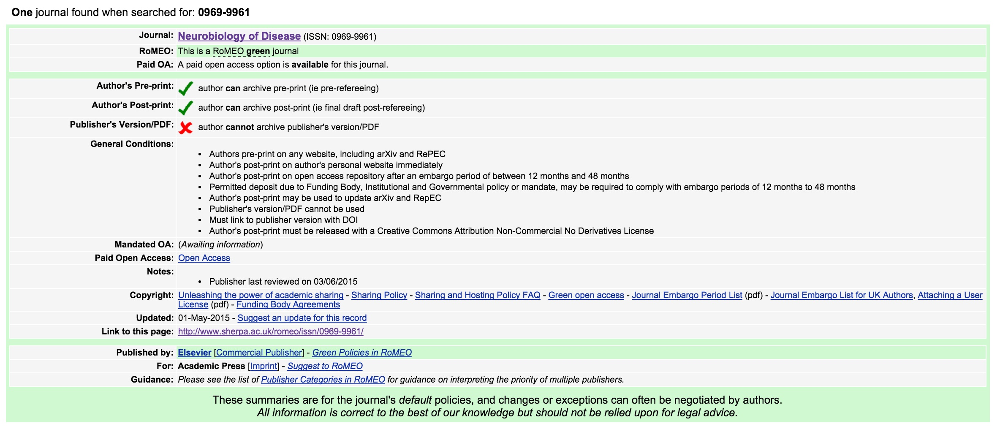 One journal found when searched for: 0969-9961
Journal: Neurobiology of Disease (ISSN: 0969-9961)
RoMEO: This is a RoMEO green journal
Paid OA: A paid open access option is available for this journal.
Author's Pre-print: author can archive pre-print (ie pre-refereeing)
Author's Post-print: author can archive post-print (ie final draft post-refereeing)
Publisher's Version/PDF: author cannot archive publisher's version/PDF
General Conditions:
• Authors pre-print on any website, including arXiv and RePEC
• Author's post-print on author's personal website immediately
• Author's post-print on open access repository after an embargo period of between 12 months and 48 months
• Permitted deposit due to Funding Body, Institutional and Governmental policy or mandate, may be required to comply with embargo periods of 12 months to 48 months
• Author's post-print may be used to update arXiv and RepEC
• Publisher's version/PDF cannot be used
• Must link to publisher version with DOI
• Author's post-print must be released with a Creative Commons Attribution Non-Commercial No Derivatives License
Mandated OA: (Awaiting information)
Paid Open Access: Open Access
Notes:
• Publisher last reviewed on 03/06/2015
Copyright: Unleashing the power of academic sharing - Sharing Policy - Sharing and Hosting Policy FAQ - Green open access - Journal Embargo Period List (pdf) - Journal Embargo List for UK Authors, Attaching a User
License (pdf) - Funding Body Agreements
Updated: 01-May-2015 - Suggest an update for this record
Link to this page: http://www.sherpa.ac.uk/romeo/issn/0969-9961/
Published by: Elsevier [Commercial Publisher] - Green Policies in RoMEO
For: Academic Press [Imprint] - Suggest to RoMEO
Guidance: Please see the list of Publisher Categories in RoMEO for guidance on interpreting the priority of multiple publishers.
These summaries are for the journal's default policies, and changes or exceptions can often be negotiated by authors.
All information is correct to the best of our knowledge but should not be relied upon for legal advice.